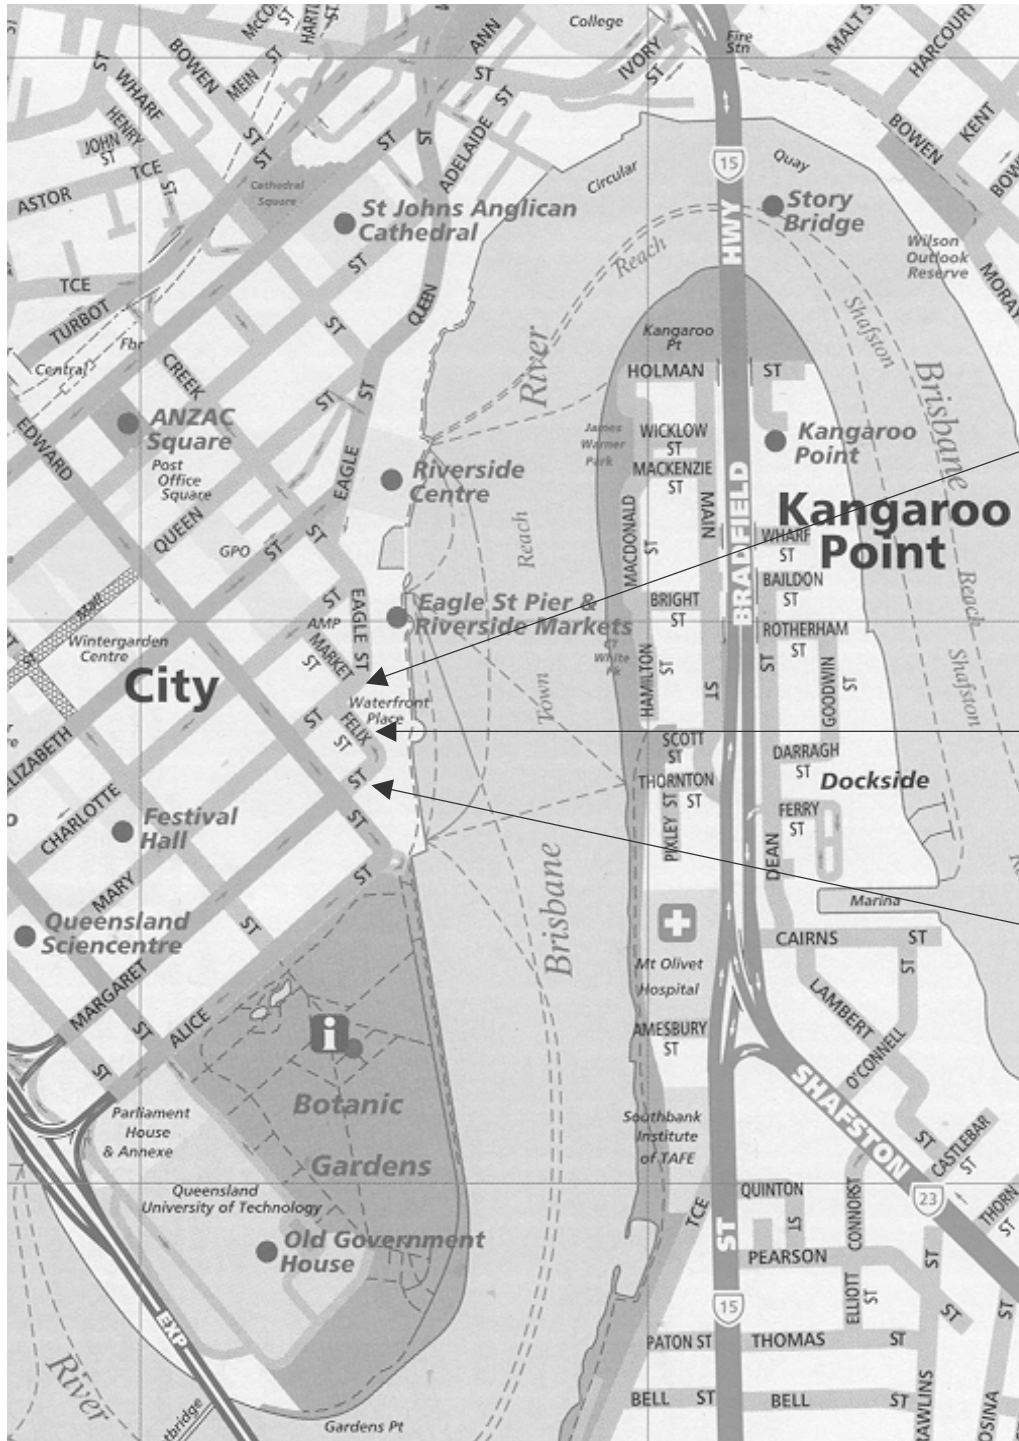 College
Fire
Stn
MALT S
HARCOURT
ANN
ST
IVORY
ST
BOWEN
ST
MEIN
ST
HART
ST
McCO
ST
ST
WHARF
ST
HENRY
JOHN
ST
TCE
ASTOR
ST
ST
ADELAIDE
ST
BOWEN
KENT
BOW
Circular
Quay
15
Cathedral
Square
St Johns Anglican
Cathedral
Story
Bridge
HWY
Reach
Wilson
Outlook
Reserve
MORAY
TCE
TURBOT
ST
ST
QUEEN
Fbr
Central
CREEK
ST
ST
Kangaroo
Pt
River
Shafston
Brisbane
HOLMAN
ST
EDWARD
ANZAC
Square
Post
Office
Square
EAGLE
Riverside
Centre
James
Warner
Park
WICKLOW
ST
MACKENZIE
ST
Kangaroo
Point
QUEEN
GPO
ST
ST
Reach
MACDONALD
ST
MAIN
BRADFIELD
Kangaroo
Point
WHARF
ST
BAILDON
ST
Reach
Mall
Wintergarden
Centre
ST
AMP
EAGLE ST
MARKET
ST
Eagle St Pier &
Riverside Markets
BRIGHT
ST
CT
White
Pk
ROTHERHAM
ST
ST
GOODWIN
ST
Shafston
City
Waterfront
Place
FELIX
ST
ST
Town
HAMILTON
ST
ST
ELIZABETH
ST
SCOTT
ST
THORNTON
ST
PIXLEY ST
DARRAGH
ST
Dockside
CHARLOTTE
Festival
Hall
ST
FERRY
ST
DEAN
MARY
ST
Brisbane
Marina
Queensland
Sciencentre
ST
CAIRNS
ST
ST
MARGARET
ST
ALICE
ST
Mt Olivet
Hospital
LAMBERT
O'CONNELL
ST
AMESBURY
ST
Botanic
Gardens
Parliament
House
& Annexe
Southbank
Institute
of TAFE
SHAFSTON
CASTLEBAR
ST
23
Queensland
University of Technology
TCE
QUINTON
ST
CONNORST
THORN
ST
Old Government
House
ST
PEARSON
ELLIOTT
ST
ST
ST
15
EXP
PATON ST
THOMAS
ST
ST
River
BELL
ST
BELL
ST
RAWLINS
OSINA
tbridge
Gardens Pt